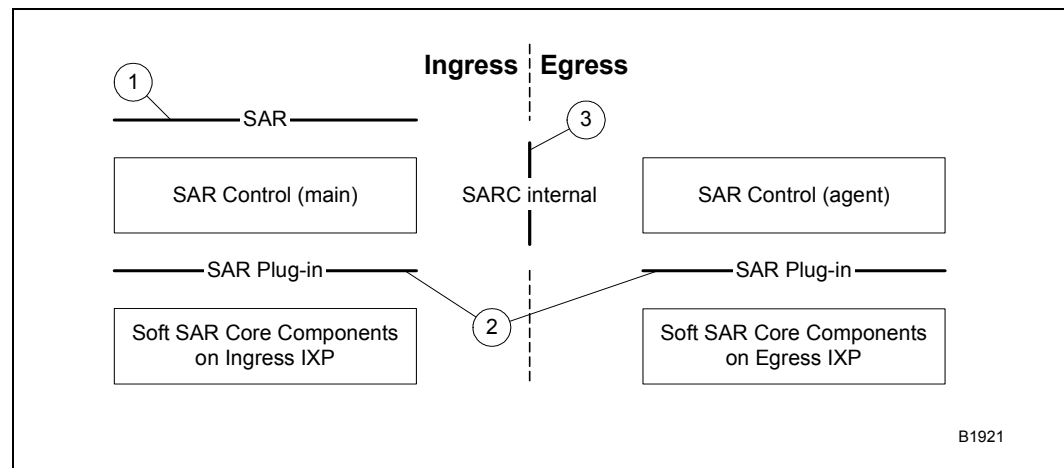 Ingress Egress
1
SAR
3
SAR Control (main)
SARC internal
SAR Control (agent)
SAR Plug-in
SAR Plug-in
2
Soft SAR Core Components
on Ingress IXP
Soft SAR Core Components
on Egress IXP
B1921